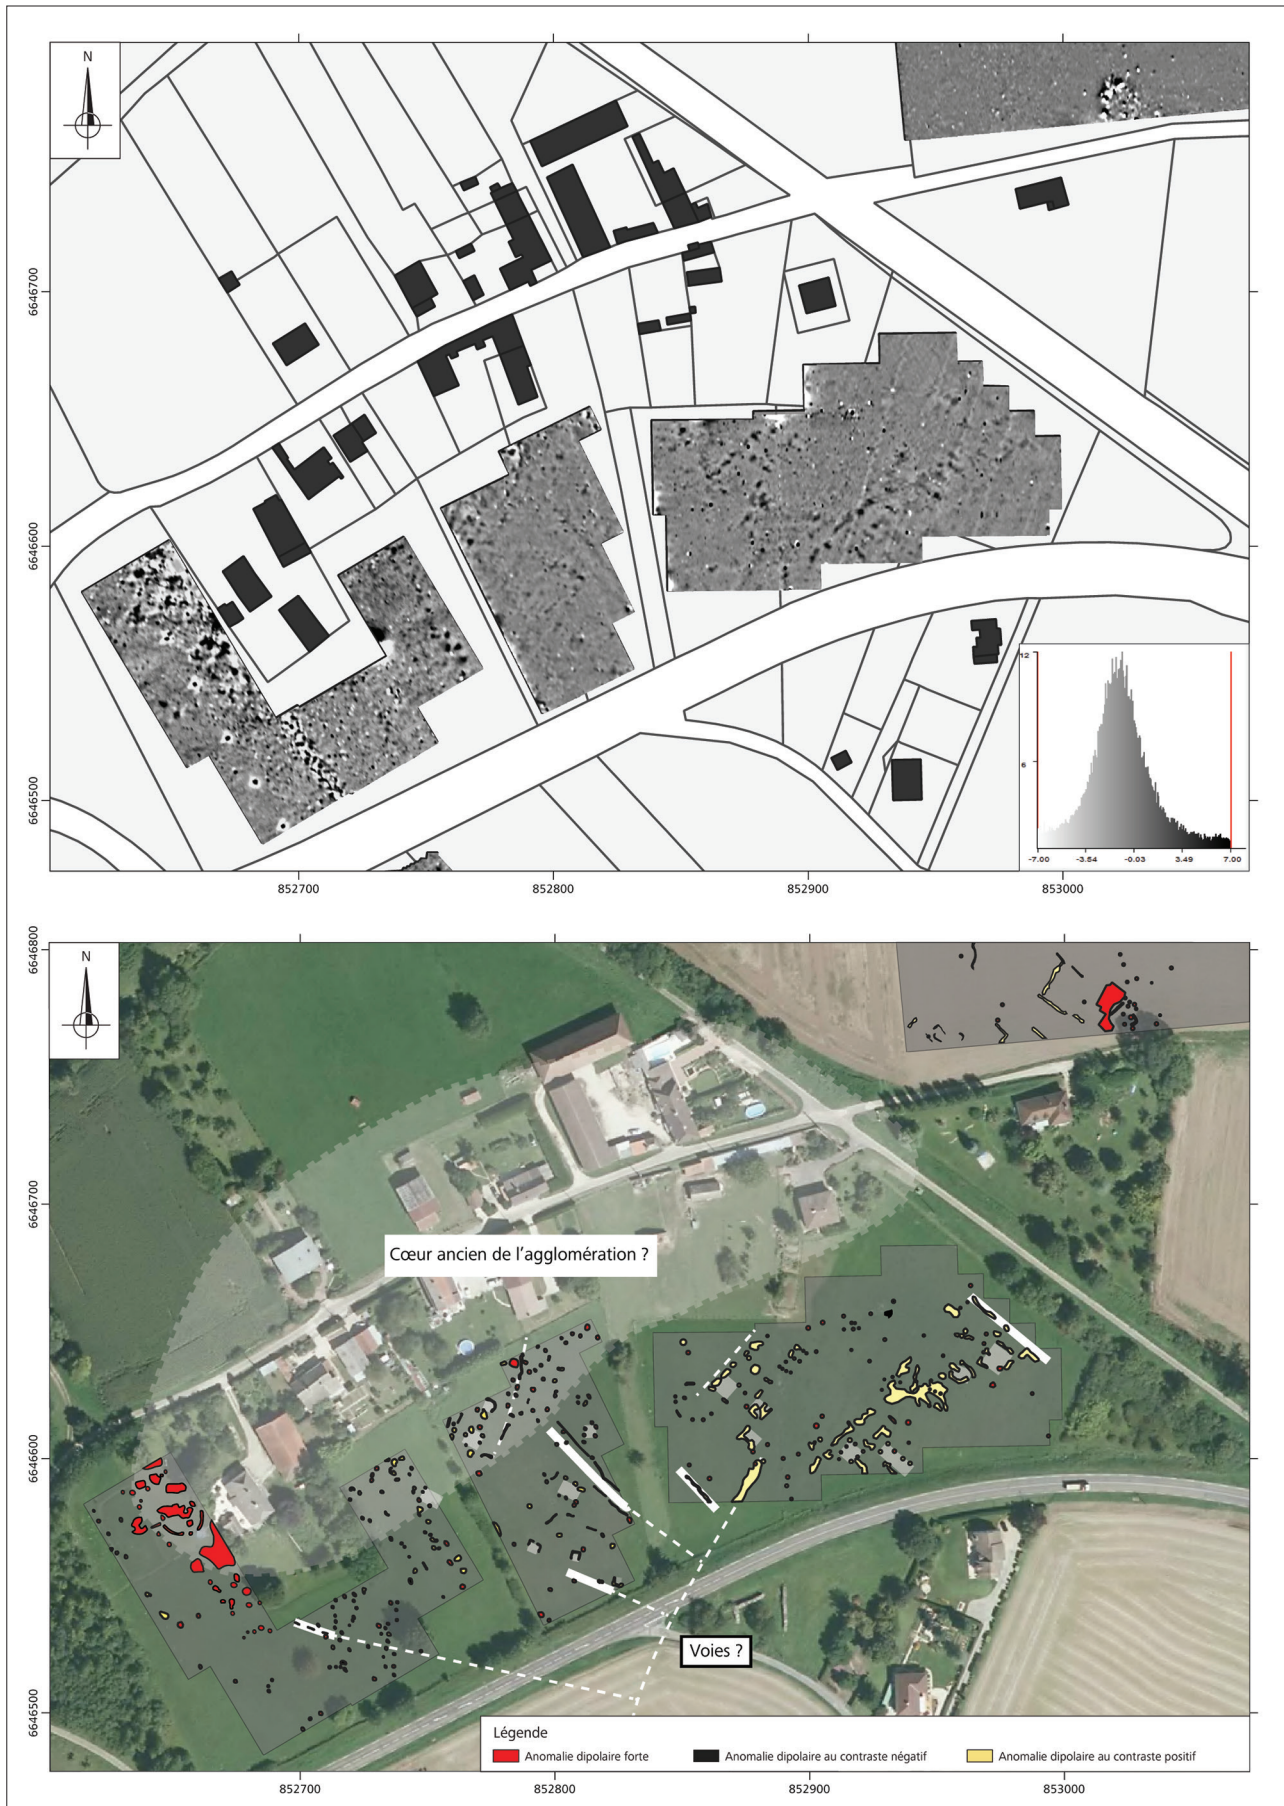 N
6646700
6646600
6646500
12
6
-7.00 -3.64 -0.03 3.49 7.00
852700 852800 852900 853000
6646800
N
6646700
Cœur ancien de l'agglomération ?
6646600
Voies ?
6646500
Légende
Anomalie dipolaire forte
Anomalie dipolaire au contraste négatif
Anomalie dipolaire au contraste positif
852700 852800 852900 853000